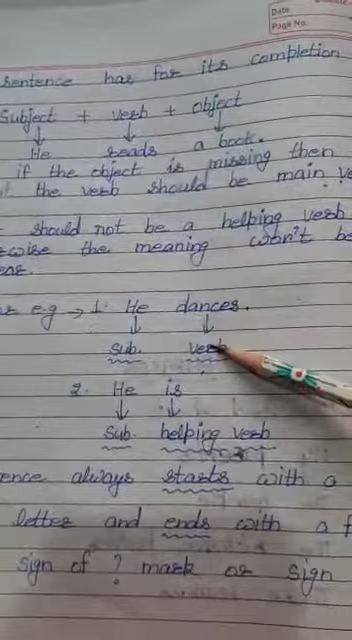 Date
Page No.
sentence has for its completion
Subject + verb + object
He reads a book.
if the object is missing then
the verb should be main
should not be a helping verb
the meaning won't be
e.g → 1. He dances.
Sub. verb
2. He is
Sub. helping verb
always starts with a
letter and ends with a
sign of ? mark or sign